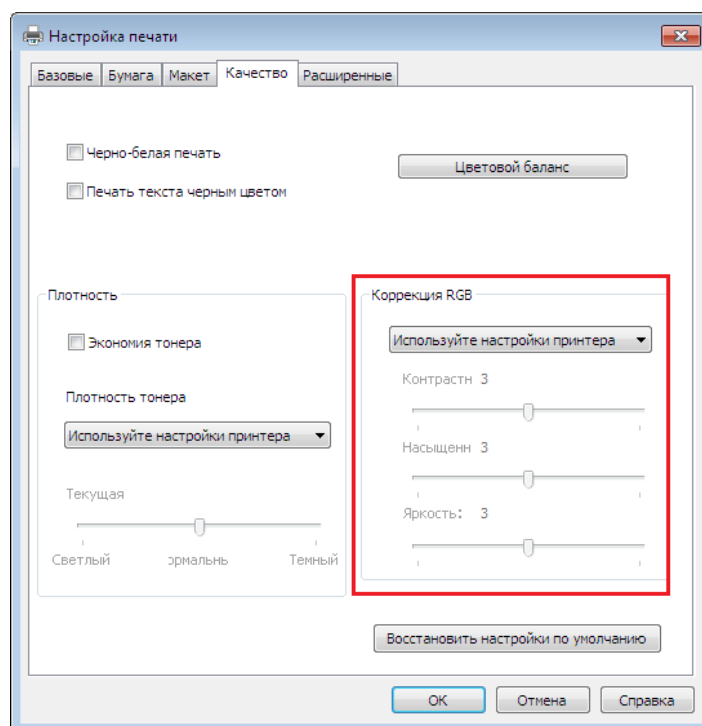 Настройка печати
Базовые Бумага Макет Качество Расширенные
Черно-белая печать
Цветовой баланс
Печать текста черным цветом
Плотность
Экономия тонера
Плотность тонера
Используйте настройки принтера
Текущая
Светлый ормальнь Темный
Коррекция RGB
Используйте настройки принтера
Контрастн 3
Насыщенн 3
Яркость: 3
Восстановить настройки по умолчанию
OK Отмена Справка